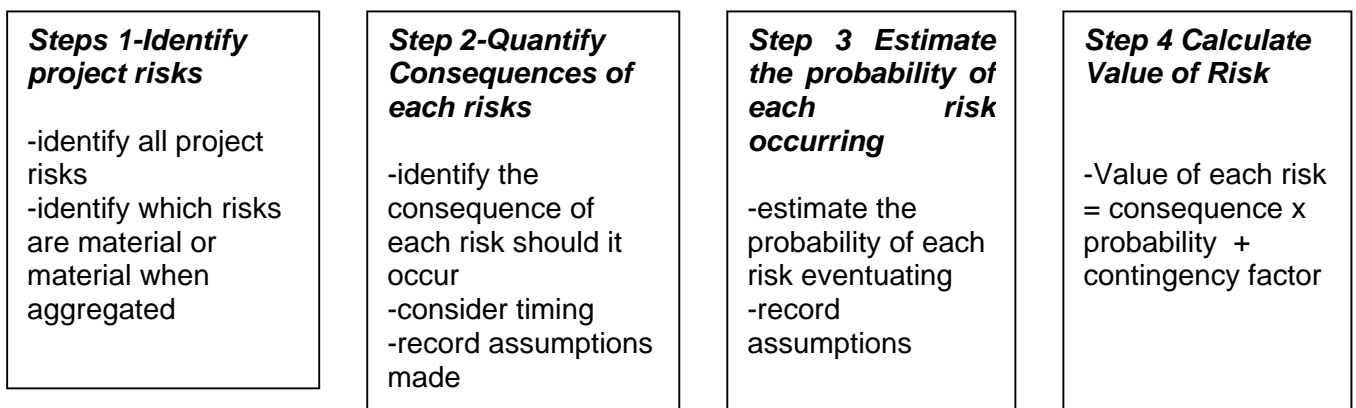 Steps 1-Identify
project risks
-identify all project
risks
-identify which risks
are material or
material when
aggregated
Step 2-Quantify
Consequences of
each risks
-identify the
consequence of
each risk should it
occur
-consider timing
-record assumptions
made
Step 3 Estimate
the probability of
each risk
occurring
-estimate the
probability of each
risk eventuating
-record
assumptions
Step 4 Calculate
Value of Risk
-Value of each risk
= consequence x
probability +
contingency factor